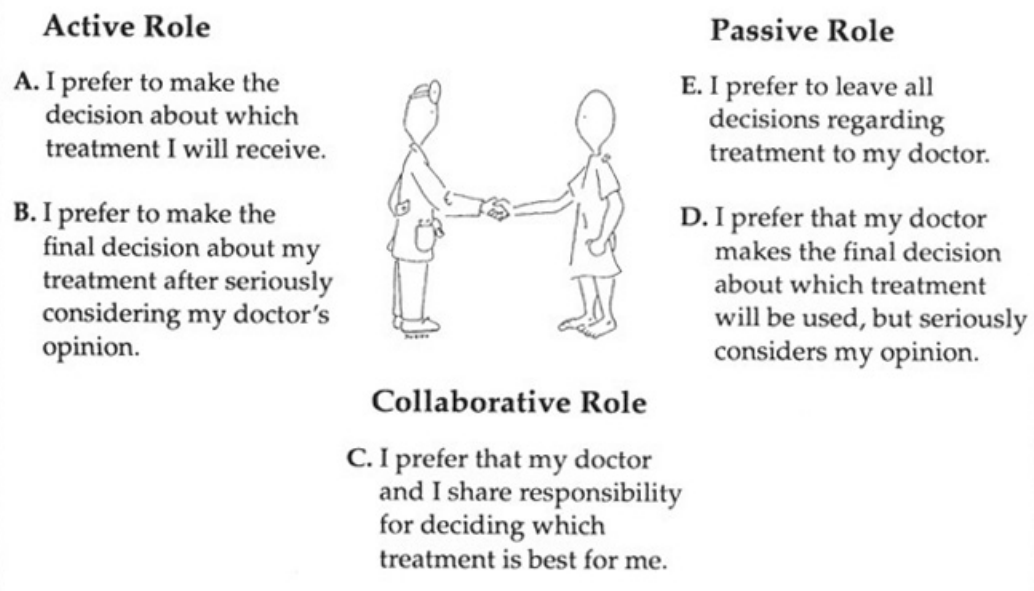 Active Role
A. I prefer to make the
decision about which
treatment I will receive.
B. I prefer to make the
final decision about my
treatment after seriously
considering my doctor's
opinion.
Passive Role
E. I prefer to leave all
decisions regarding
treatment to my doctor.
D. I prefer that my doctor
makes the final decision
about which treatment
will be used, but seriously
considers my opinion.
Collaborative Role
C. I prefer that my doctor
and I share responsibility
for deciding which
treatment is best for me.